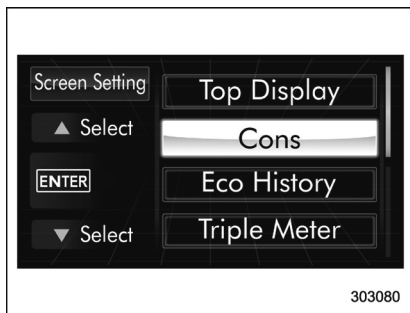 Screen Setting
Top Display
▲ Select
Cons
ENTER
Eco History
▼ Select
Triple Meter
303080